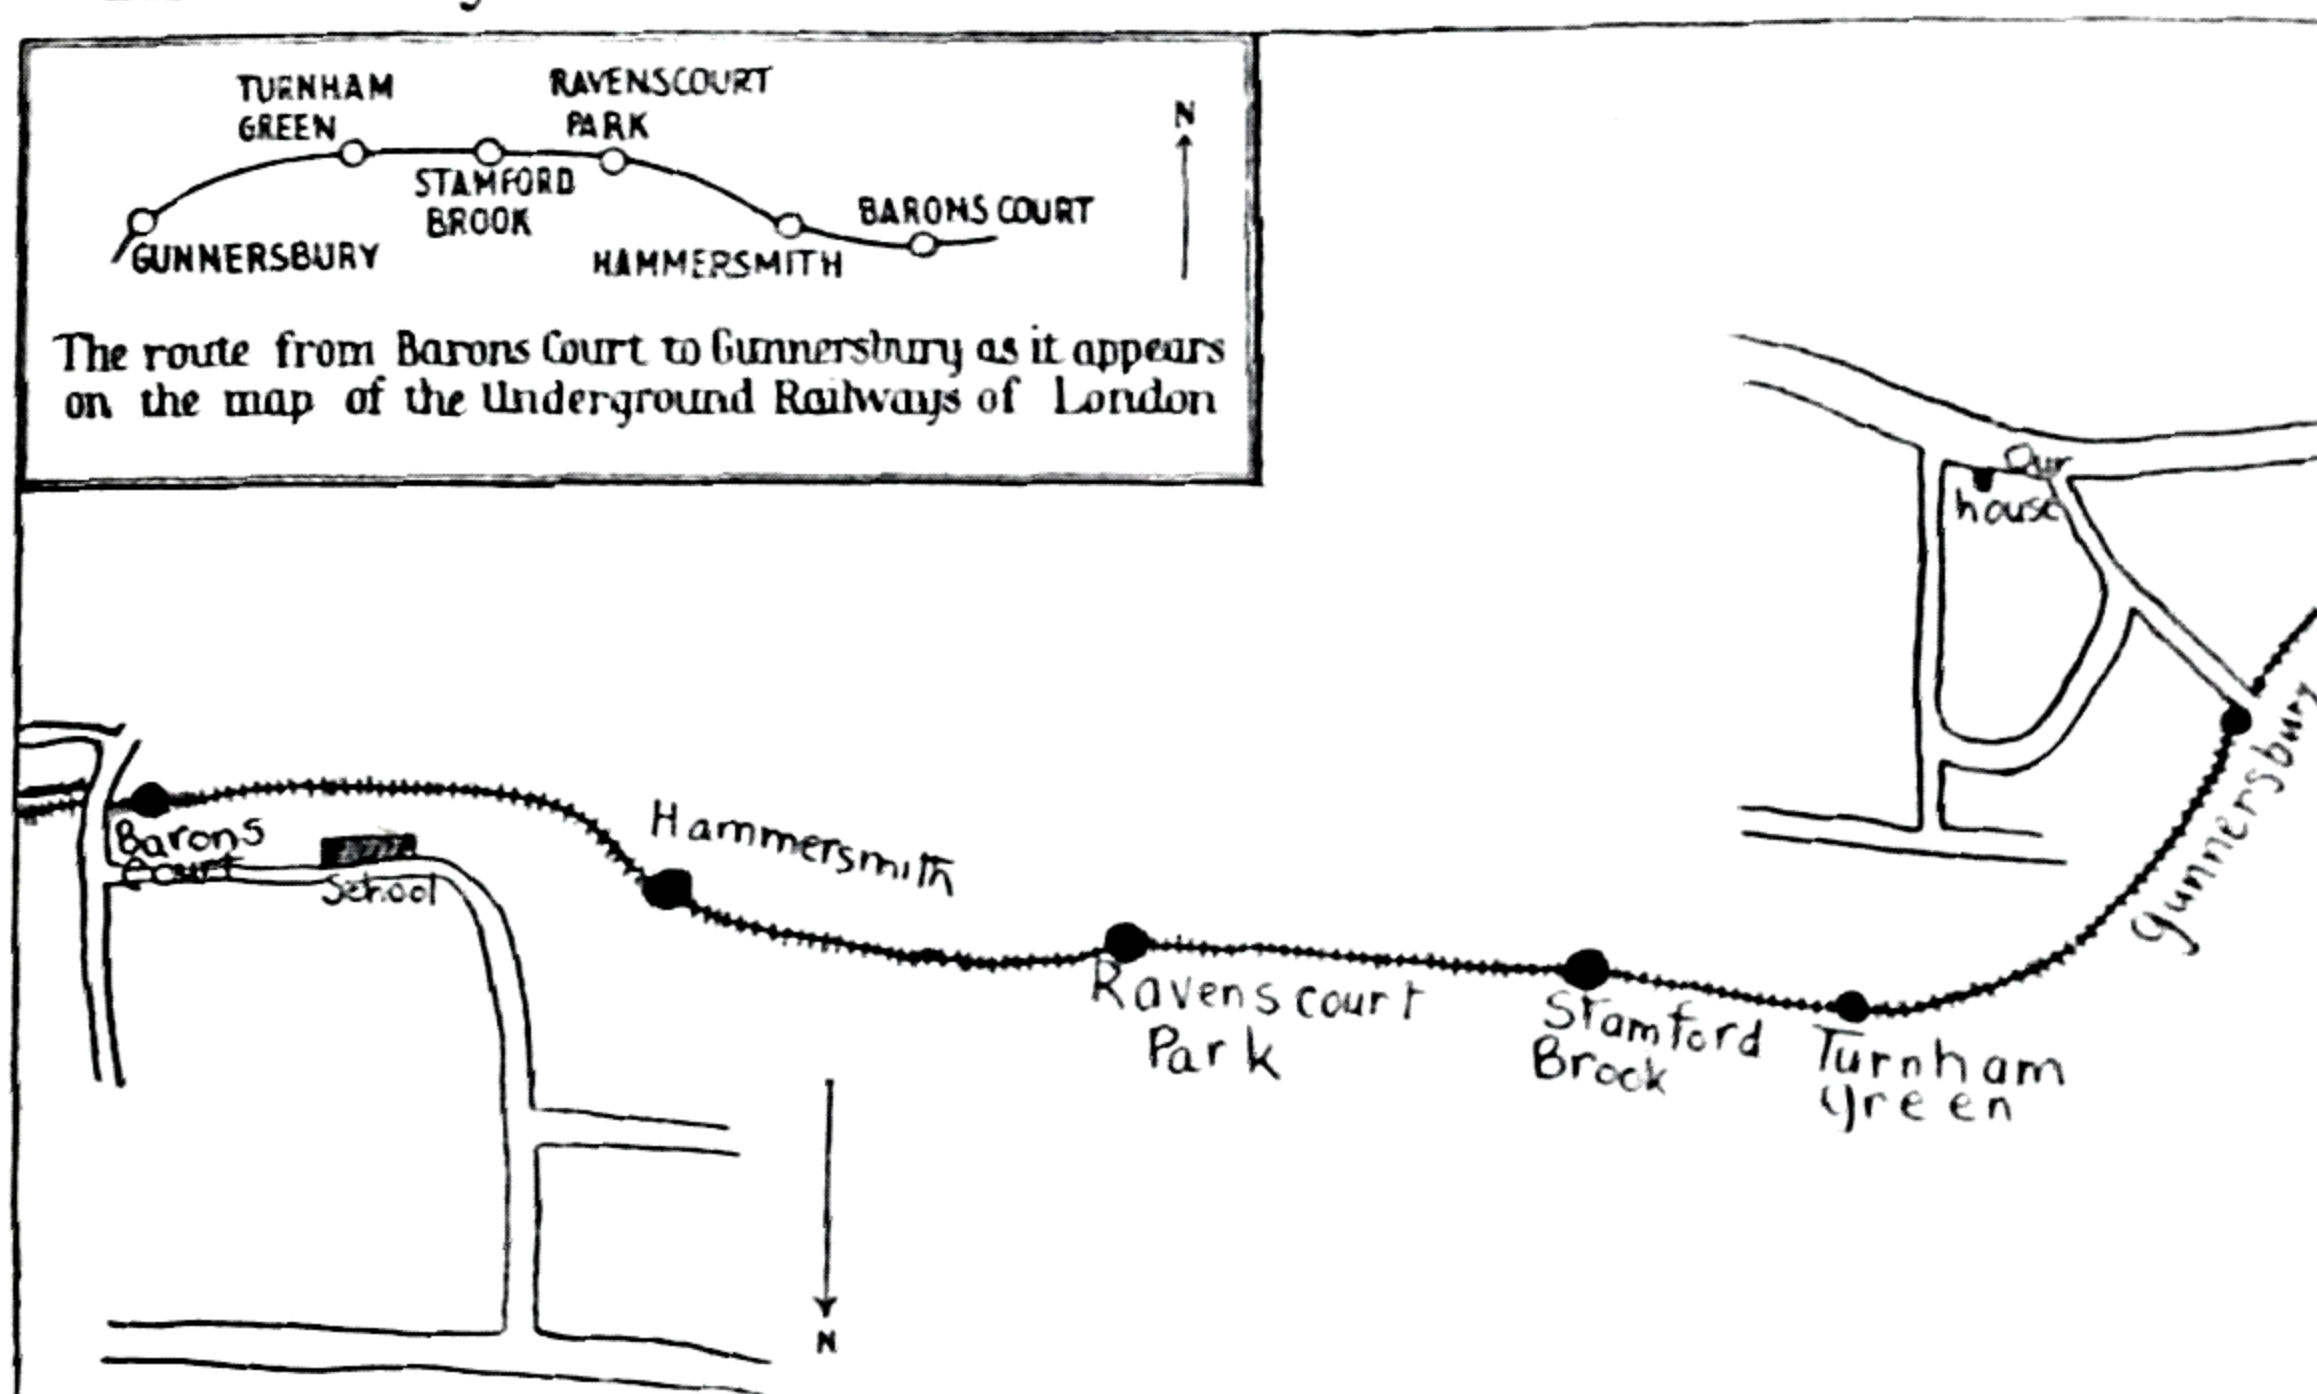 TURNHAM
GREEN
RAVENSCOURT
PARK
N
STAMFORD
BROOK
BARONS COURT
GUNNERSBURY
HAMMERSMITH
The route from Barons Court to Gunnersbury as it appears
on the map of the Underground Railways of London
Our
house
Barons
Court
School
Hammersmith
Gunnersbury
Ravenscourt
Park
Stamford
Brook
Turnham
Green
N